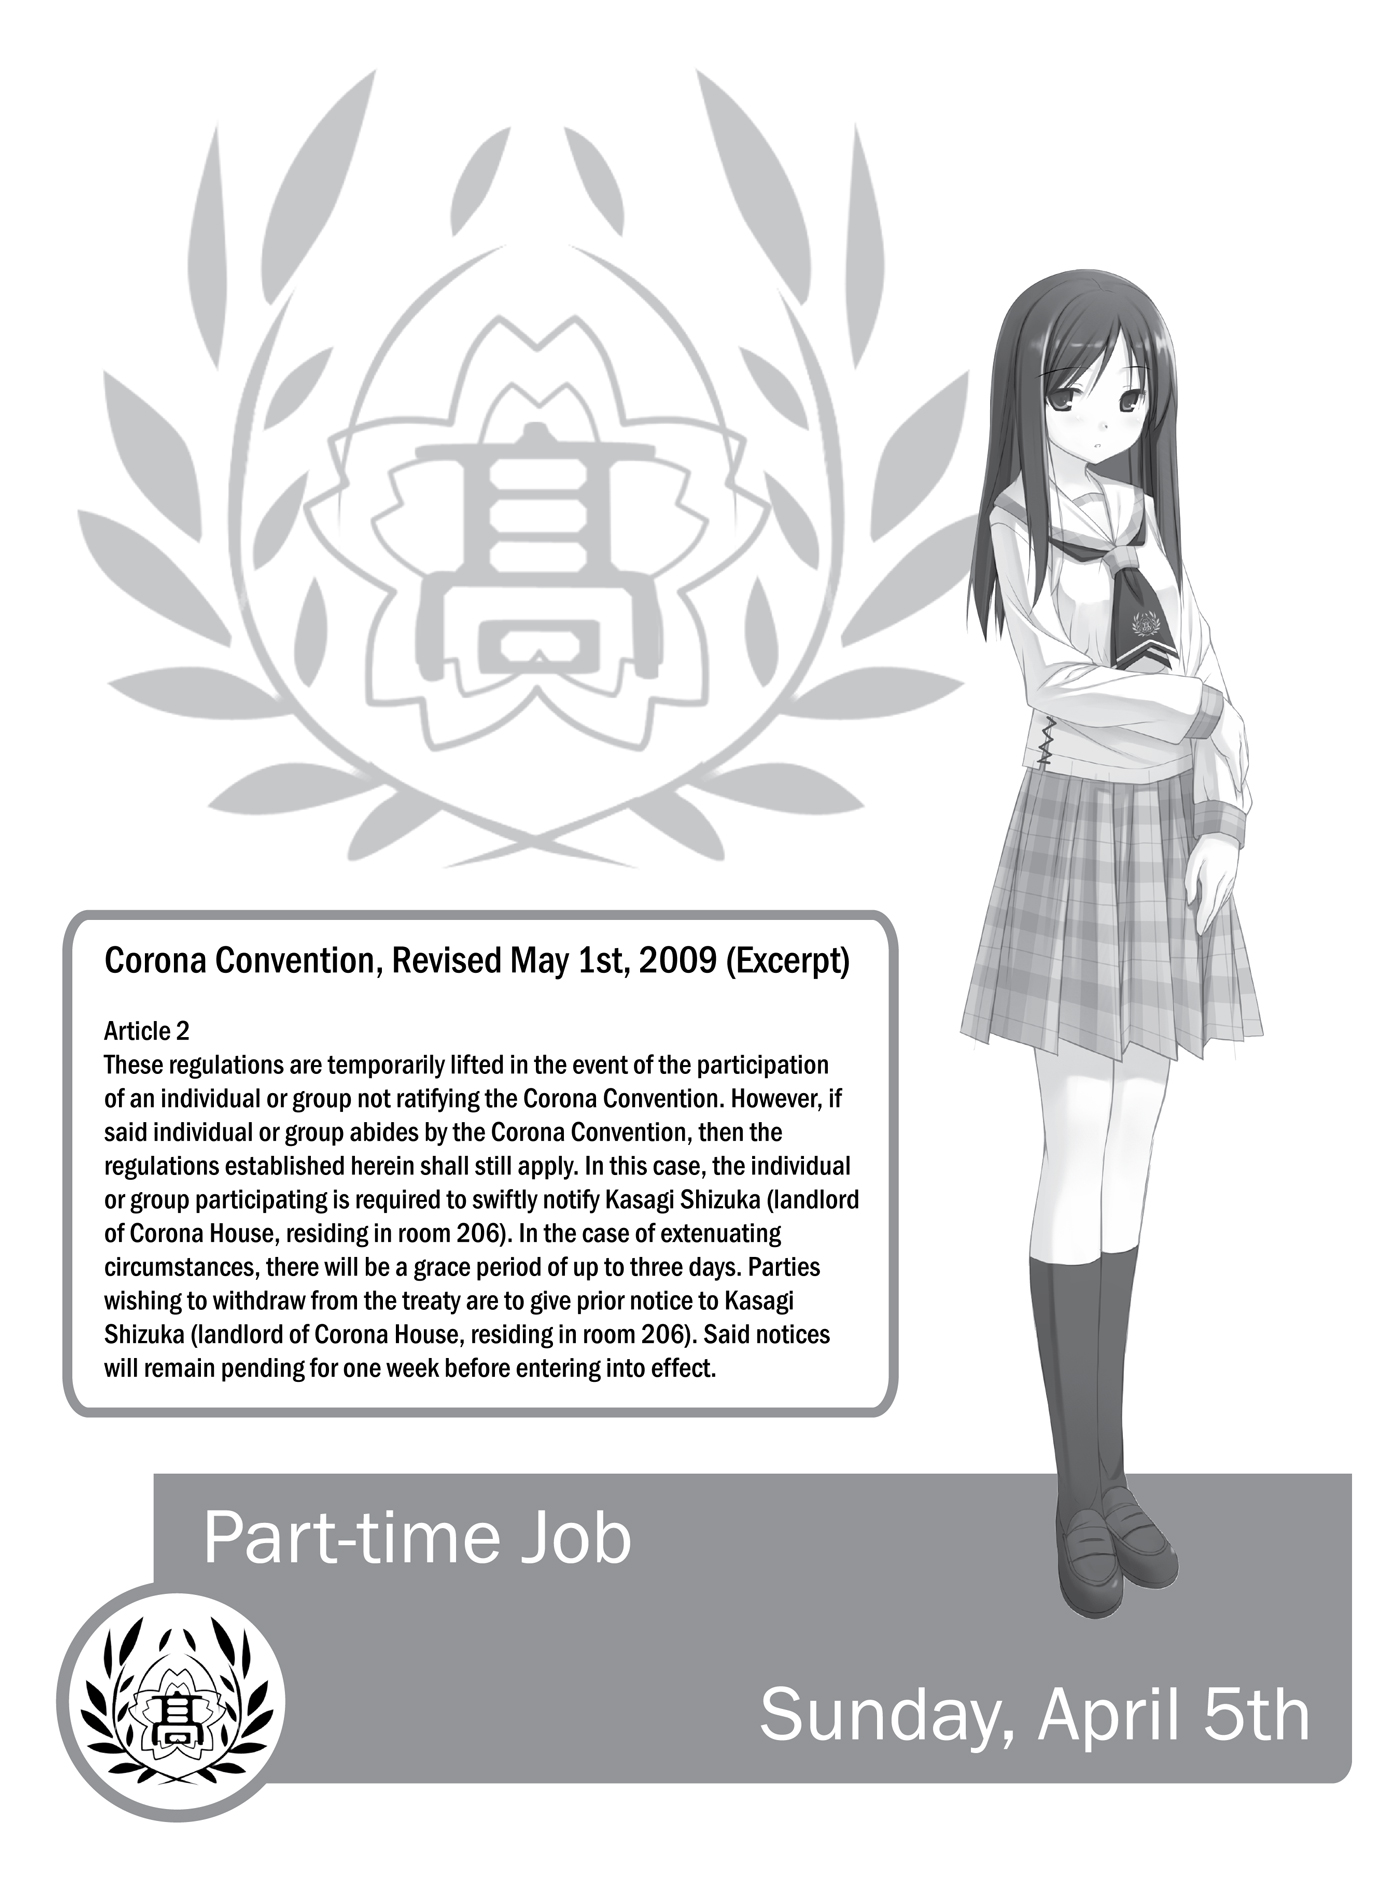 髙
Corona Convention, Revised May 1st, 2009 (Excerpt)
Article 2
These regulations are temporarily lifted in the event of the participation
of an individual or group not ratifying the Corona Convention. However, if
said individual or group abides by the Corona Convention, then the
regulations established herein shall still apply. In this case, the individual
or group participating is required to swiftly notify Kasagi Shizuka (landlord
of Corona House, residing in room 206). In the case of extenuating
circumstances, there will be a grace period of up to three days. Parties
wishing to withdraw from the treaty are to give prior notice to Kasagi
Shizuka (landlord of Corona House, residing in room 206). Said notices
will remain pending for one week before entering into effect.
Part-time Job
髙
Sunday, April 5th